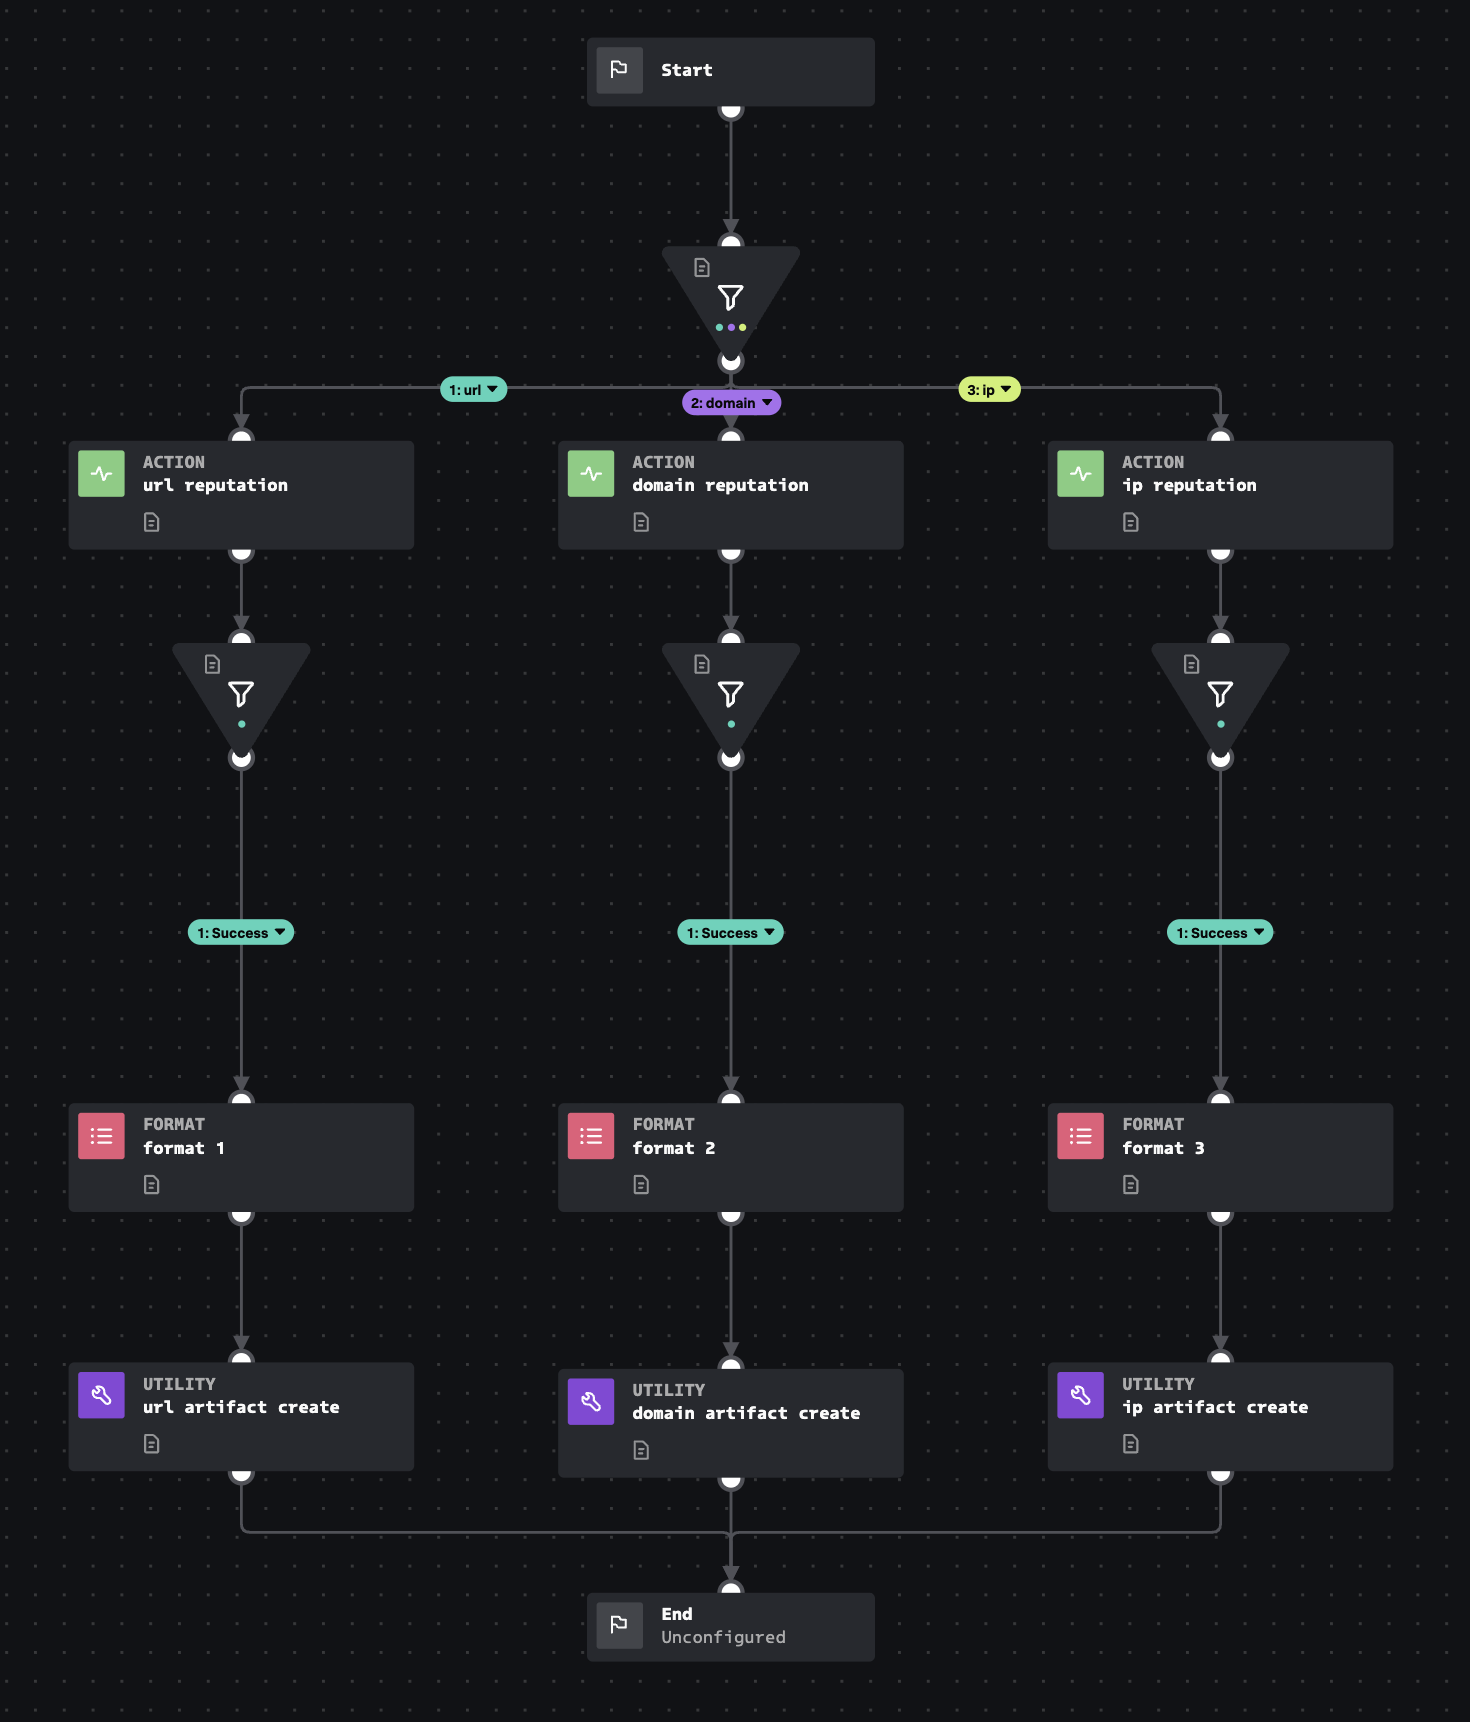 Start
1: url
2: domain
3: ip
ACTION
url reputation
ACTION
domain reputation
ACTION
ip reputation
1: Success
1: Success
1: Success
FORMAT
format 1
FORMAT
format 2
FORMAT
format 3
UTILITY
url artifact create
UTILITY
domain artifact create
UTILITY
ip artifact create
End
Unconfigured